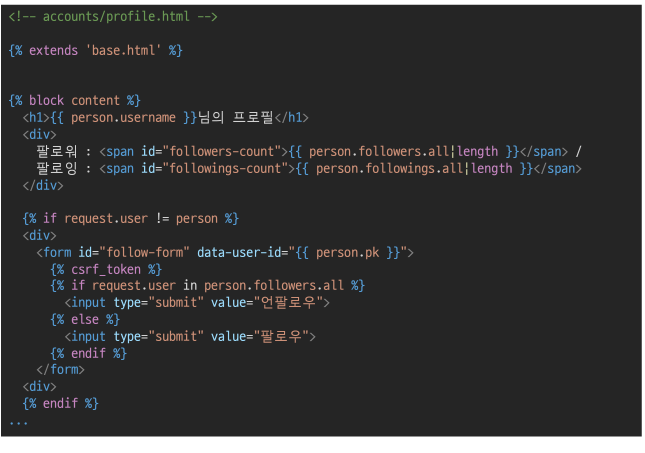 <!-- accounts/profile.html -->
{% extends 'base.html' %}
{% block content %}
<h1>{{ person.username }}님의 프로필</h1>
<div>
팔로워 : <span id="followers-count">{{ person.followers.all|length }}</span> /
팔로잉 : <span id="followings-count">{{ person.followings.all|length }}</span>
</div>
{% if request.user != person %}
<div>
<form id="follow-form" data-user-id="{{ person.pk }}">
{% csrf_token %}
{% if request.user in person.followers.all %}
<input type="submit" value="언팔로우">
{% else %}
<input type="submit" value="팔로우">
{% endif %}
</form>
<div>
{% endif %}
...